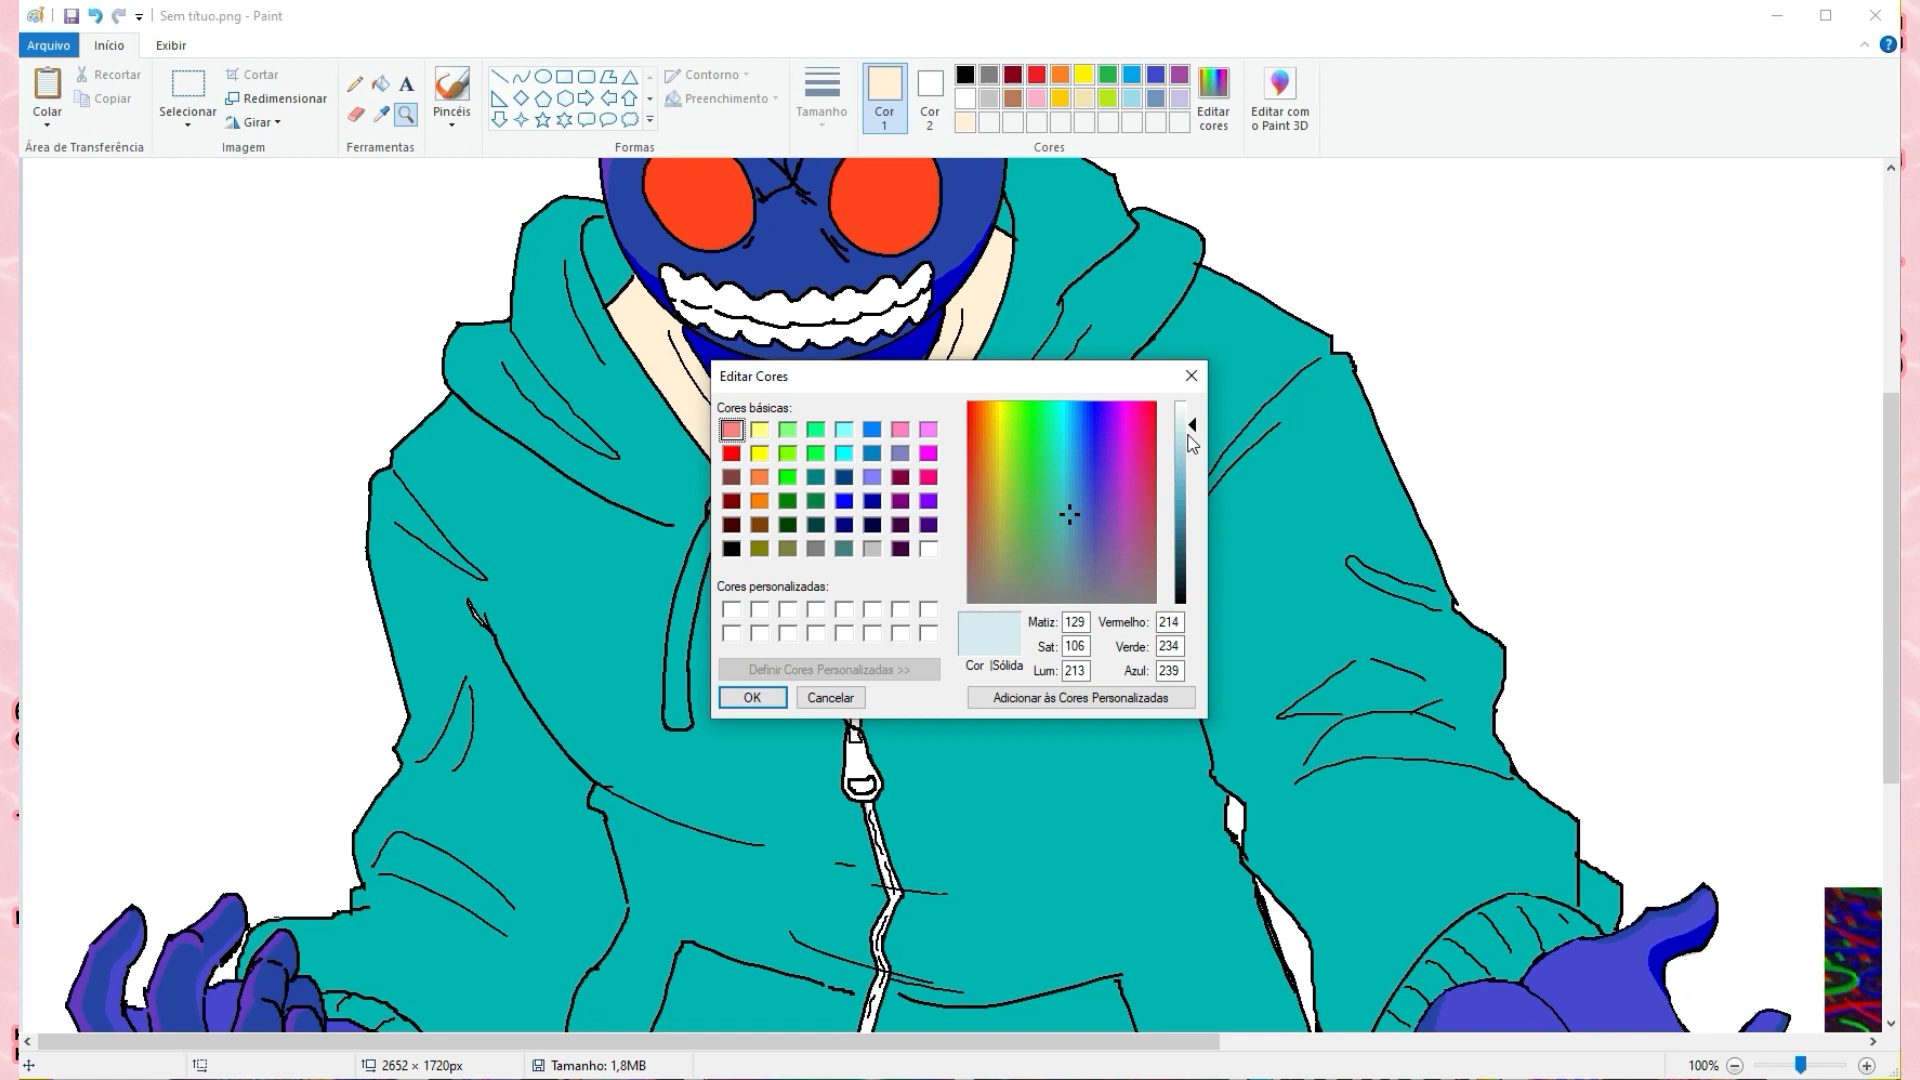 Sem títuo.png - Paint
Arquivo Início Exibir
Colar
Recortar
Copiar
Área de Transferência
Selecionar
Cortar
Redimensionar
Girar
Imagem
A
Ferramentas
Pincéis
Contorno
Preenchimento
Formas
Tamanho
Cor 1
Cor 2
Editar cores
Cores
Editar com o Paint 3D
?
Editar Cores
Cores básicas:
Cores personalizadas:
Definir Cores Personalizadas >>
OK
Cancelar
Cor |Sólida
Matiz: 129
Sat: 106
Lum: 213
Vermelho: 214
Verde: 234
Azul: 239
Adicionar às Cores Personalizadas
2652 × 1720px
Tamanho: 1,8MB
100%